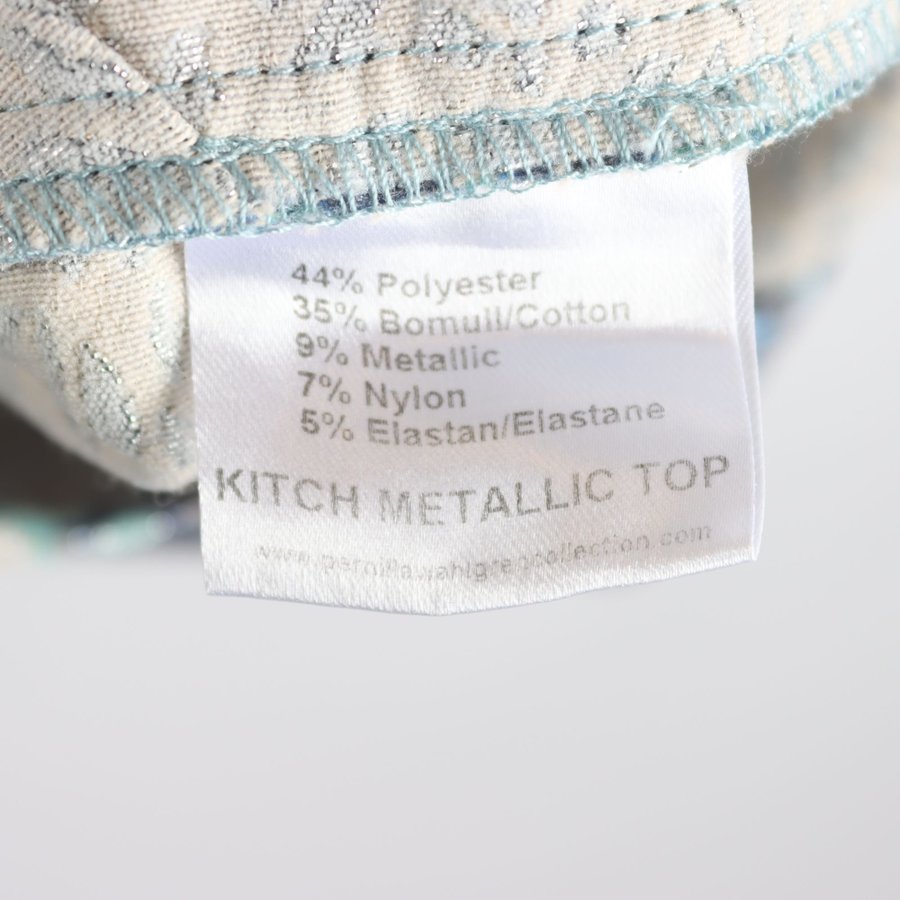 44% Polyester
35% Bomull/Cotton
9% Metallic
7% Nylon
5% Elastan/Elastane
KITCH METALLIC TOP
www.pernillawahlgrencollection.com